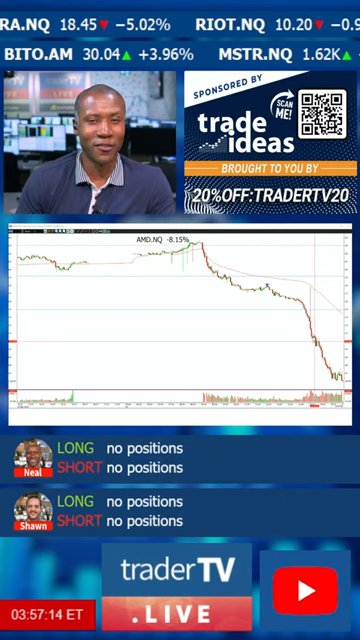 RA.NQ 18.45 -5.02% RIOT.NQ 10.20 -0.9
BITO.AM 30.04 +3.96% MSTR.NQ 1.62K
SPONSORED BY
SCAN ME!
trade ideas
BROUGHT TO YOU BY
20%OFF:TRADERTV20
AMD.NQ -8.15%
LONG no positions
SHORT no positions
Neal
LONG no positions
SHORT no positions
Shawn
traderTV
.LIVE
03:57:14 ET